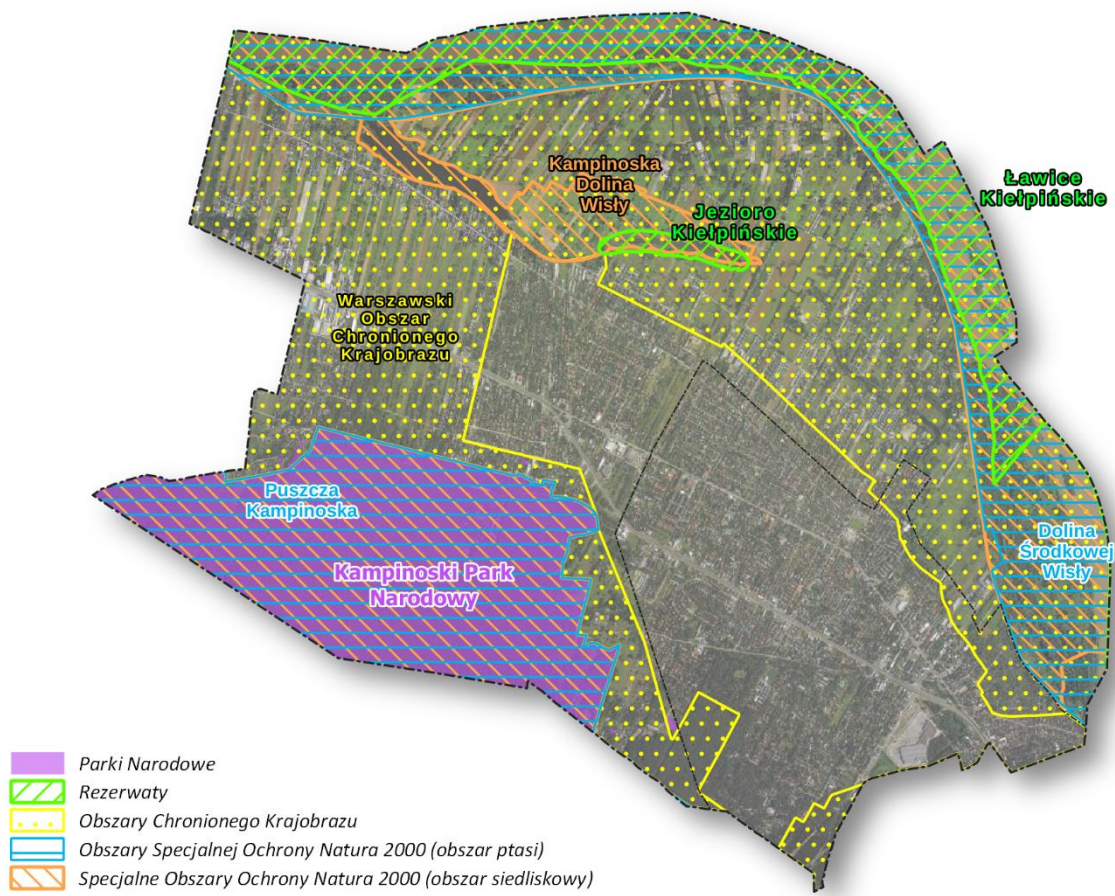 Kampinoska
Dolina
Wisły
Jezioro
Kiełpińskie
Ławice
Kiełpińskie
Warszawski
Obszar
Chronionego
Krajobrazu
Puszcza
Kampinoska
Kampinoski Park
Narodowy
Dolina
Środkowej
Wisły
Parki Narodowe
Rezerwaty
Obszary Chronionego Krajobrazu
Obszary Specjalnej Ochrony Natura 2000 (obszar ptasi)
Specjalne Obszary Ochrony Natura 2000 (obszar siedliskowy)